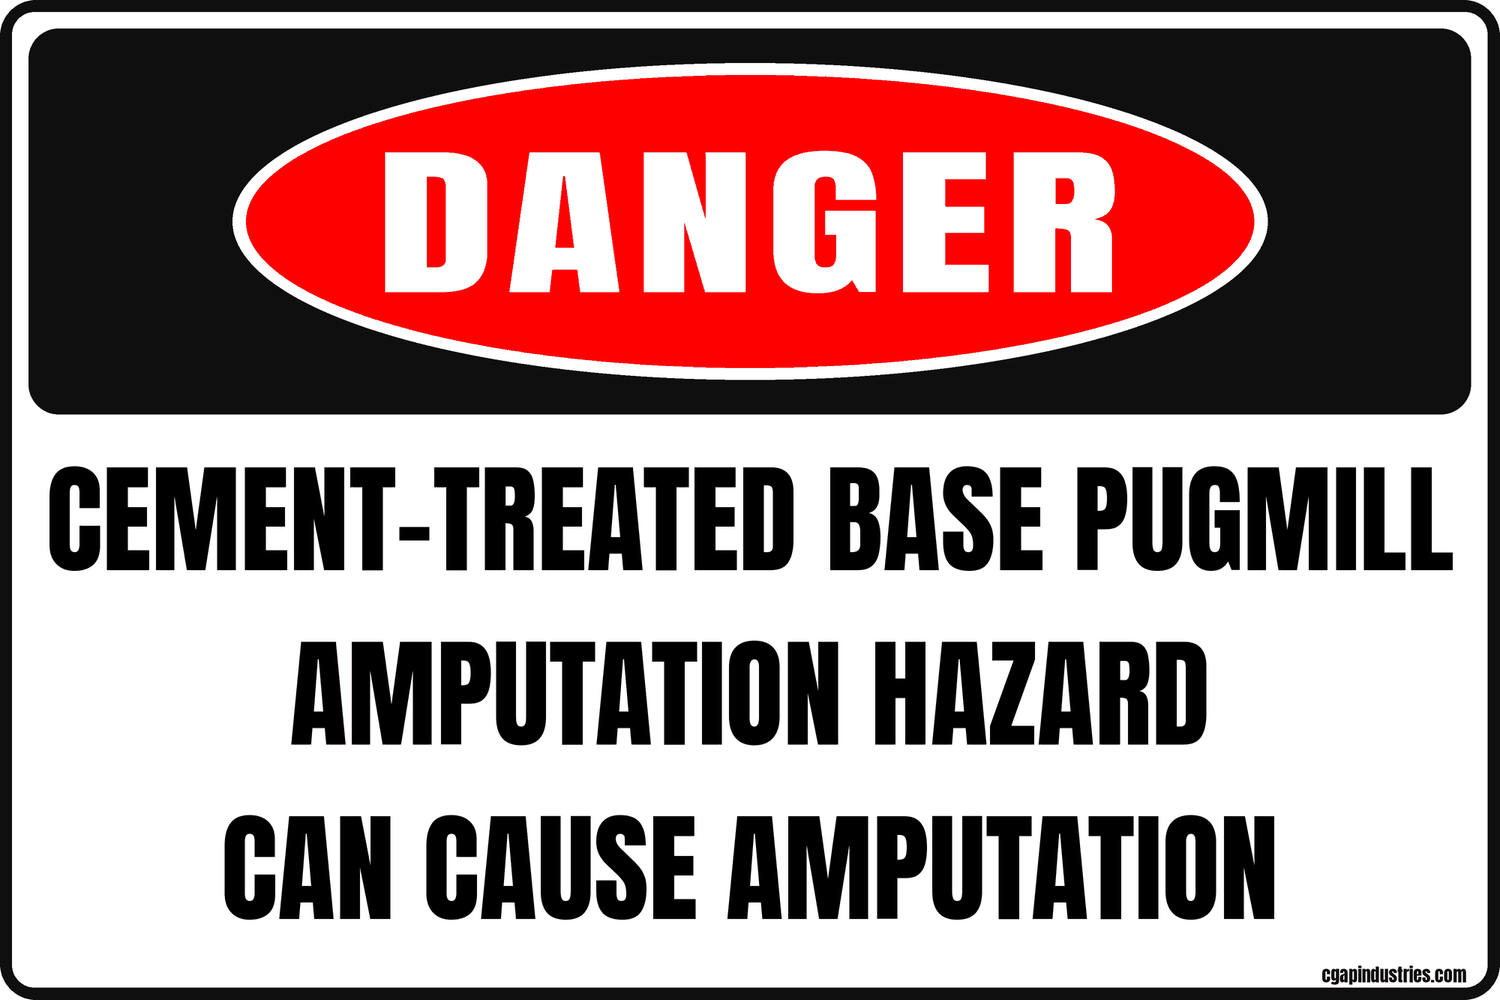 DANGER
CEMENT-TREATED BASE PUGMILL
AMPUTATION HAZARD
CAN CAUSE AMPUTATION
cgapindustries.com